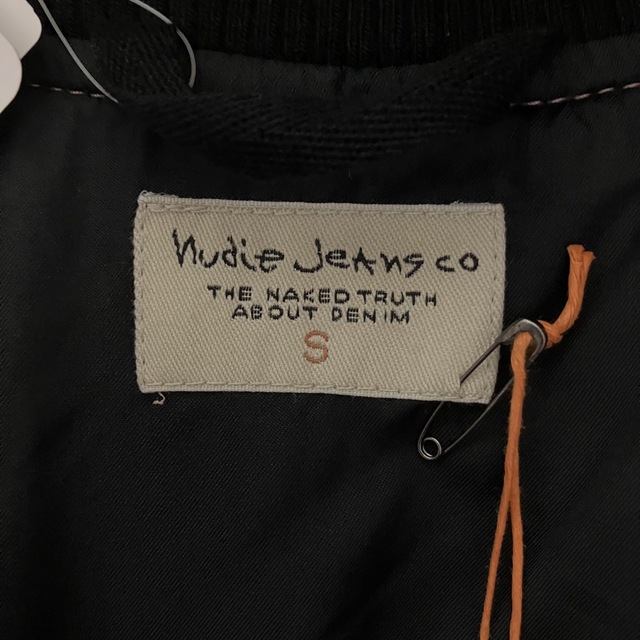 Nudie Jeans co
THE NAKED TRUTH
ABOUT DENIM
S